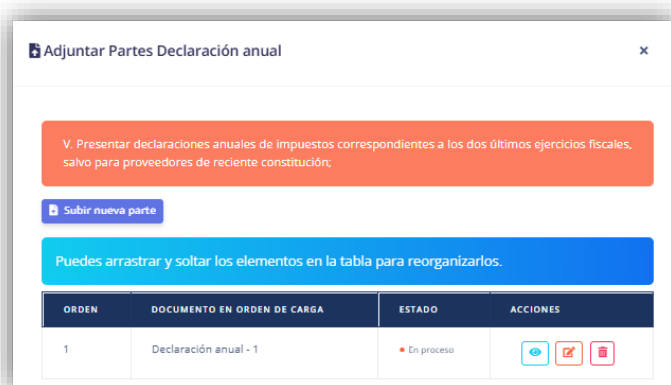 Adjuntar Partes Declaración anual
V. Presentar declaraciones anuales de impuestos correspondientes a los dos últimos ejercicios fiscales,
salvo para proveedores de reciente constitución;
Subir nueva parte
Puedes arrastrar y soltar los elementos en la tabla para reorganizarlos.
ORDEN DOCUMENTO EN ORDEN DE CARGA ESTADO ACCIONES
1 Declaración anual - 1 En proceso